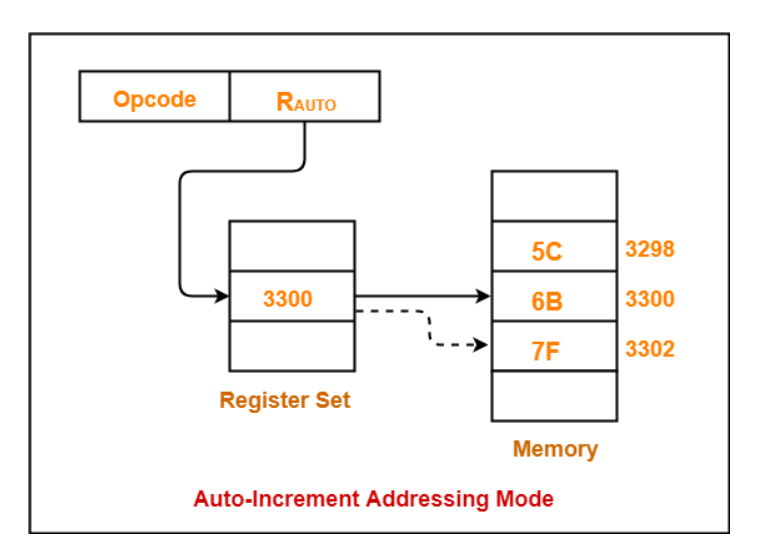 Opcode RAUTO
5C 3298
3300 6B 3300
7F 3302
Register Set
Memory
Auto-Increment Addressing Mode